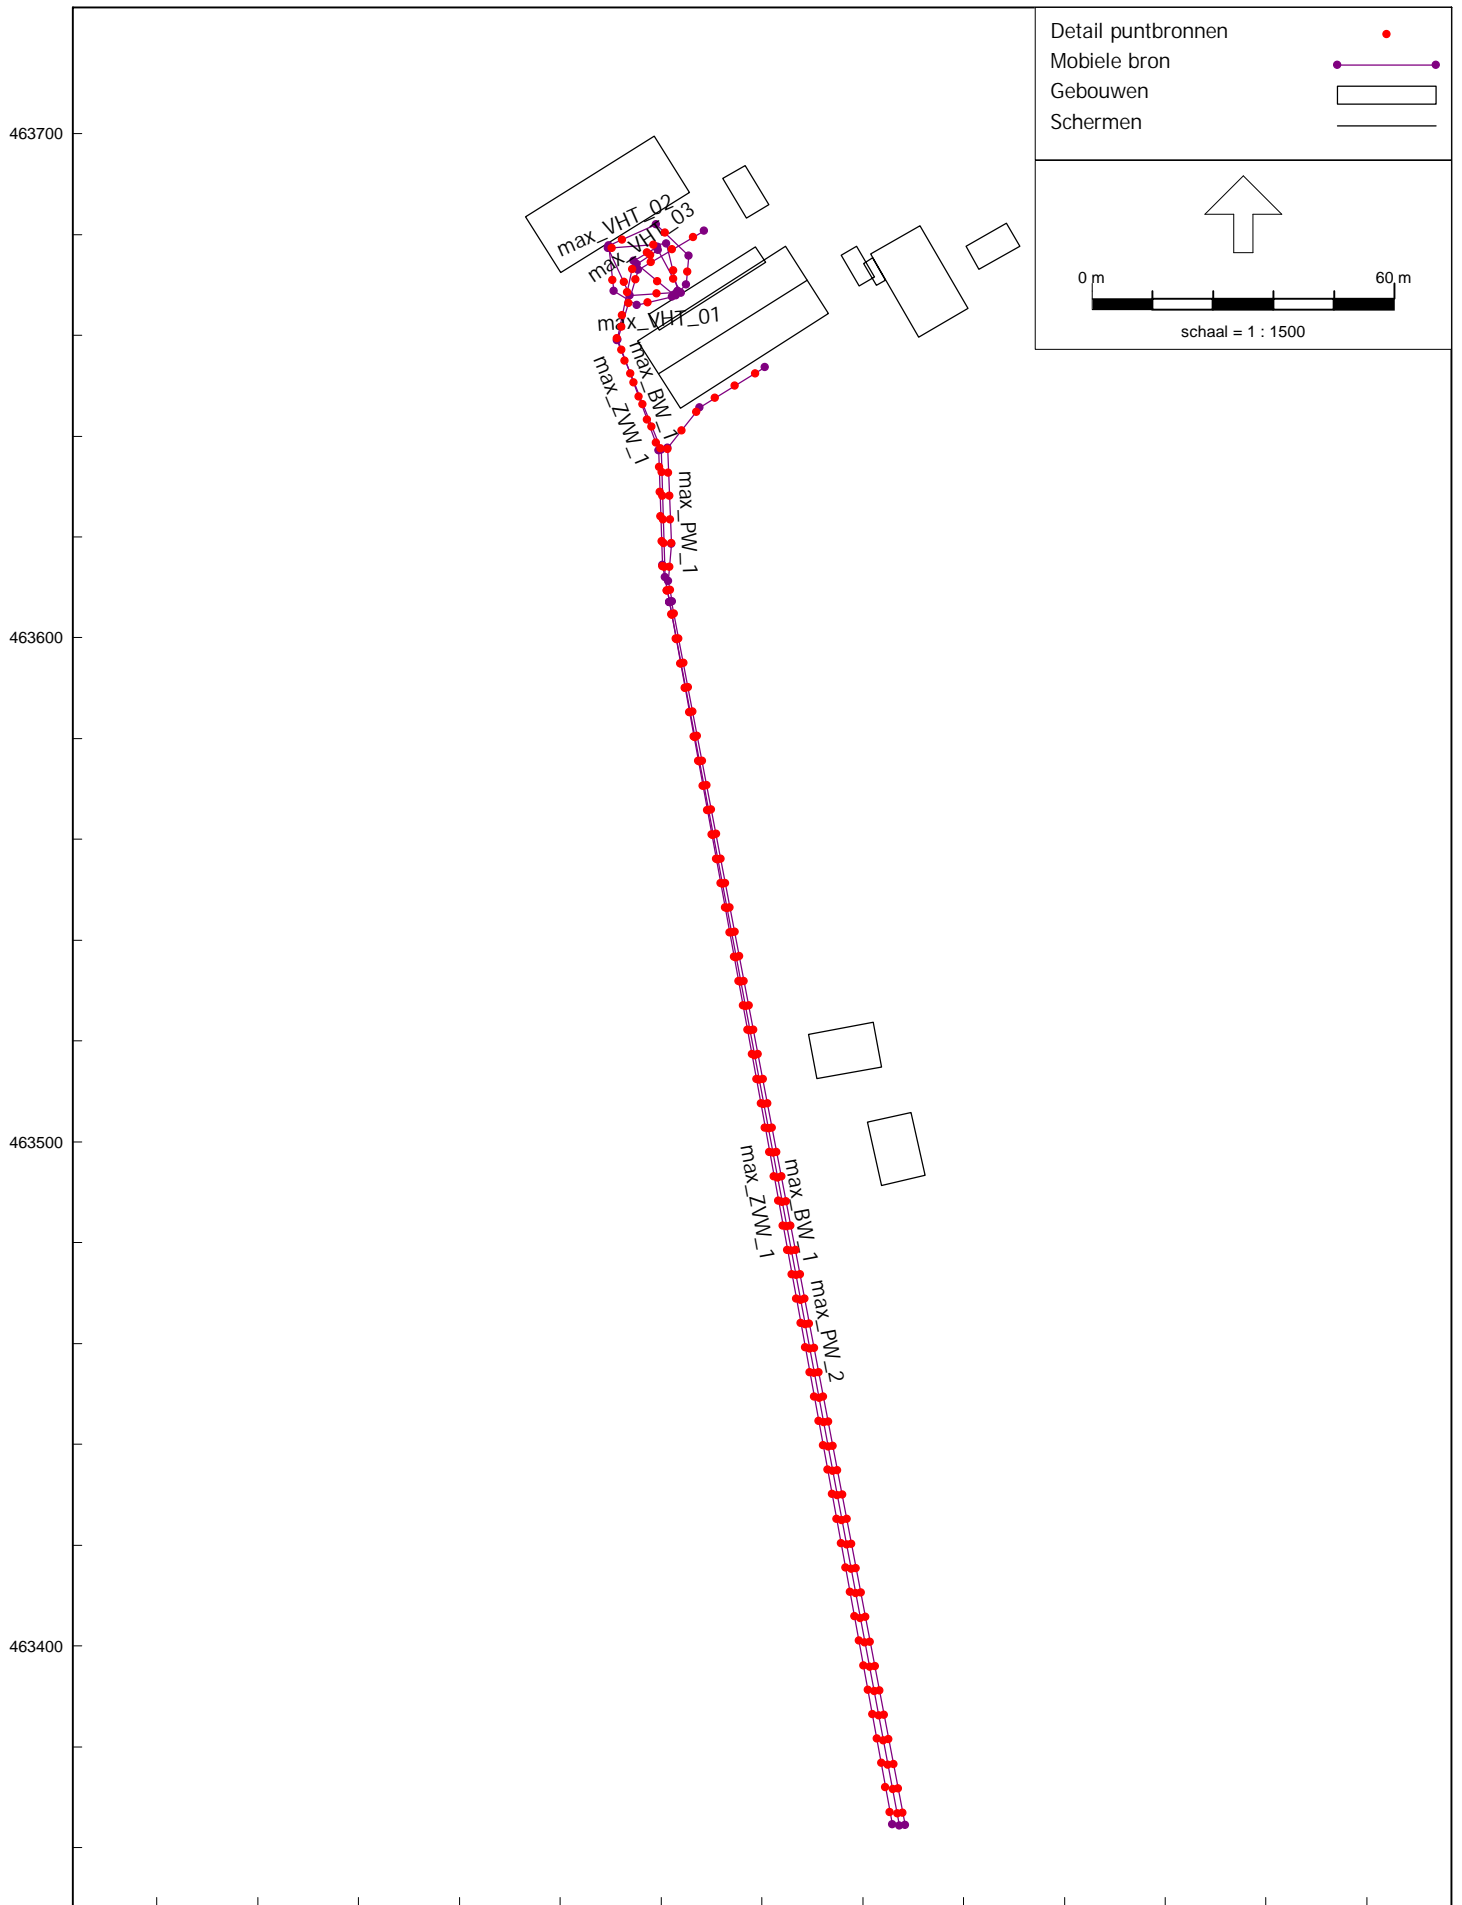 Detail puntbronnen
Mobiele bron
Gebouwen
Schermen
0 m
60 m
schaal = 1 : 1500
463700
max_VHT_02
max_VHT_03
max_VHT_01
max_BW_1
max_ZVW_1
max_PW_1
463600
463500
max_ZVW_1
max_BW_1
max_PW_2
463400